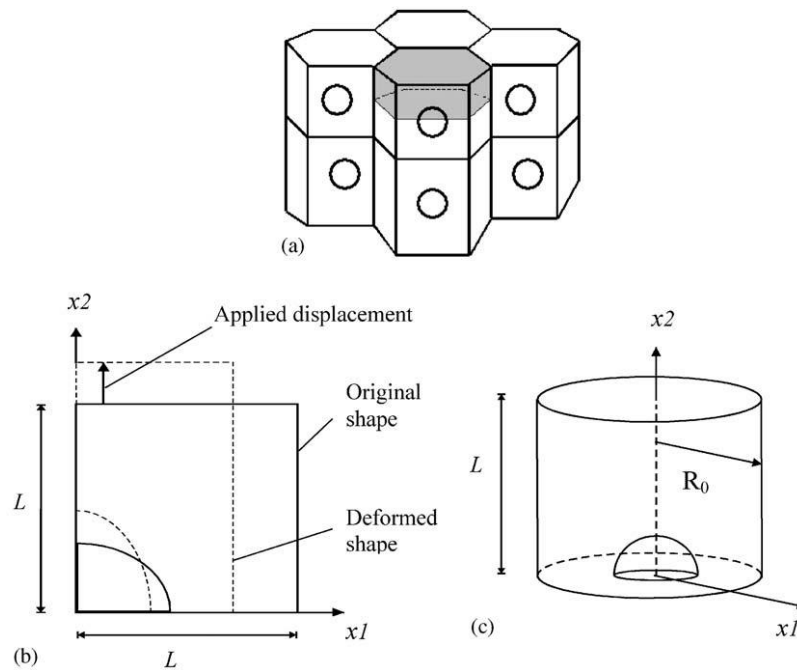 (a)
x2
Applied displacement
Original
shape
L
Deformed
shape
x1
L
(b)
x2
L
R0
x1
(c)